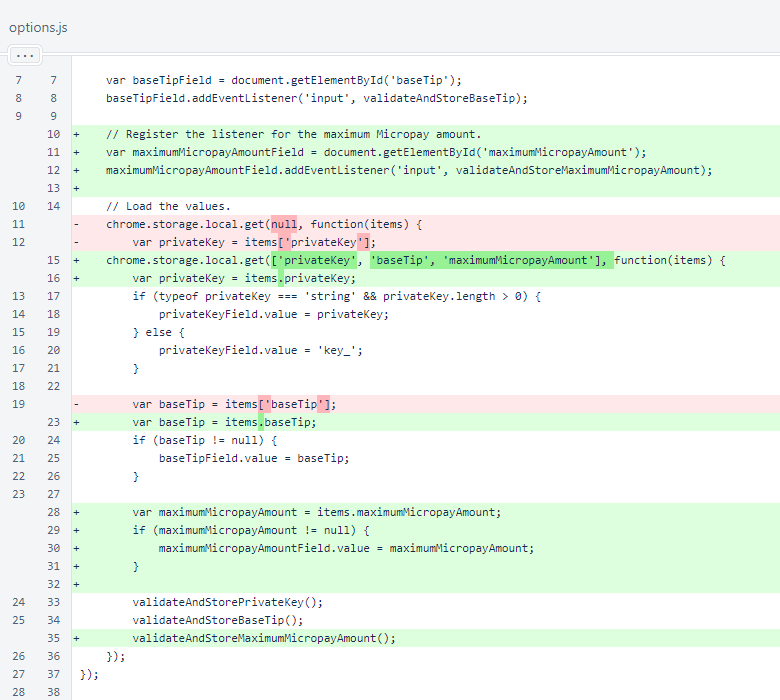 options.js
...
7 7 var baseTipField = document.getElementById('baseTip');
8 8 baseTipField.addEventListener('input', validateAndStoreBaseTip);
9 9
10 + // Register the listener for the maximum Micropay amount.
11 + var maximumMicropayAmountField = document.getElementById('maximumMicropayAmount');
12 + maximumMicropayAmountField.addEventListener('input', validateAndStoreMaximumMicropayAmount);
13 +
10 14 // Load the values.
11 - chrome.storage.local.get(null, function(items) {
12 - var privateKey = items['privateKey'];
15 + chrome.storage.local.get(['privateKey', 'baseTip', 'maximumMicropayAmount'], function(items) {
16 + var privateKey = items.privateKey;
13 17 if (typeof privateKey === 'string' && privateKey.length > 0) {
14 18 privateKeyField.value = privateKey;
15 19 } else {
16 20 privateKeyField.value = 'key_';
17 21 }
18 22
19 - var baseTip = items['baseTip'];
23 + var baseTip = items.baseTip;
20 24 if (baseTip != null) {
21 25 baseTipField.value = baseTip;
22 26 }
23 27
28 + var maximumMicropayAmount = items.maximumMicropayAmount;
29 + if (maximumMicropayAmount != null) {
30 + maximumMicropayAmountField.value = maximumMicropayAmount;
31 + }
32 +
24 33 validateAndStorePrivateKey();
25 34 validateAndStoreBaseTip();
35 + validateAndStoreMaximumMicropayAmount();
26 36 });
27 37 });
28 38